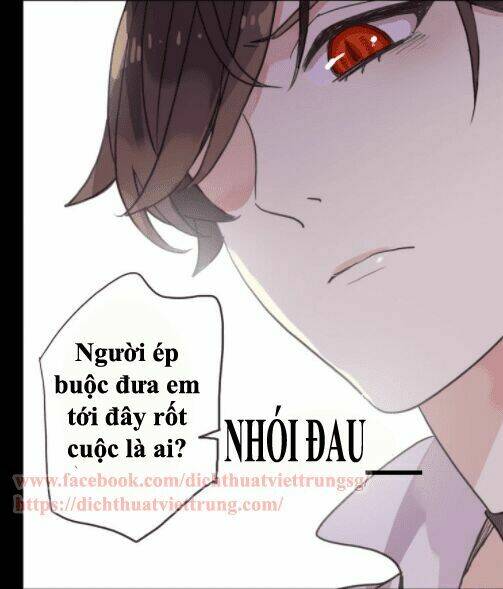 Người ép
buộc đưa em
tới đây rốt
cuộc là ai?
NHÓI ĐAU
www.facebook.com/dichthuatviettrungsg/
https://dichthuatviettrung.com/